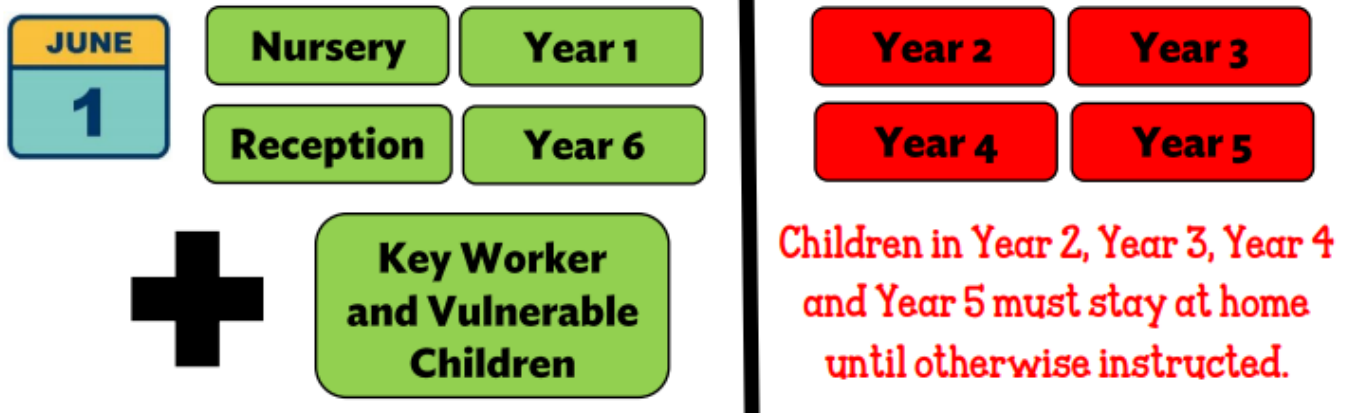 JUNE
1
Nursery
Year 1
Reception
Year 6
Key Worker
and Vulnerable
Children
Year 2
Year 3
Year 4
Year 5
Children in Year 2, Year 3, Year 4
and Year 5 must stay at home
until otherwise instructed.